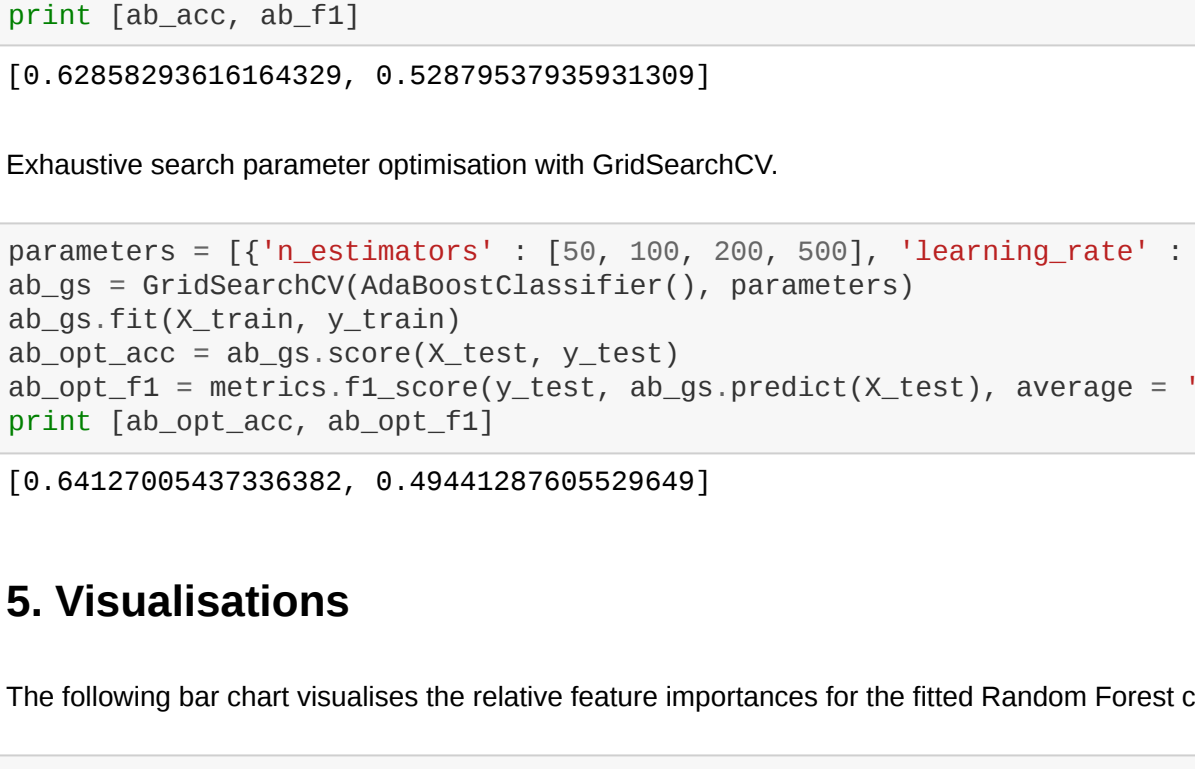 print [ab_acc, ab_f1]
[0.62858293616164329, 0.52879537935931309]
Exhaustive search parameter optimisation with GridSearchCV.
parameters = [{'n_estimators' : [50, 100, 200, 500], 'learning_rate' :
ab_gs = GridSearchCV(AdaBoostClassifier(), parameters)
ab_gs.fit(X_train, y_train)
ab_opt_acc = ab_gs.score(X_test, y_test)
ab_opt_f1 = metrics.f1_score(y_test, ab_gs.predict(X_test), average = '
print [ab_opt_acc, ab_opt_f1]
[0.64127005437336382, 0.49441287605529649]
5. Visualisations
The following bar chart visualises the relative feature importances for the fitted Random Forest c